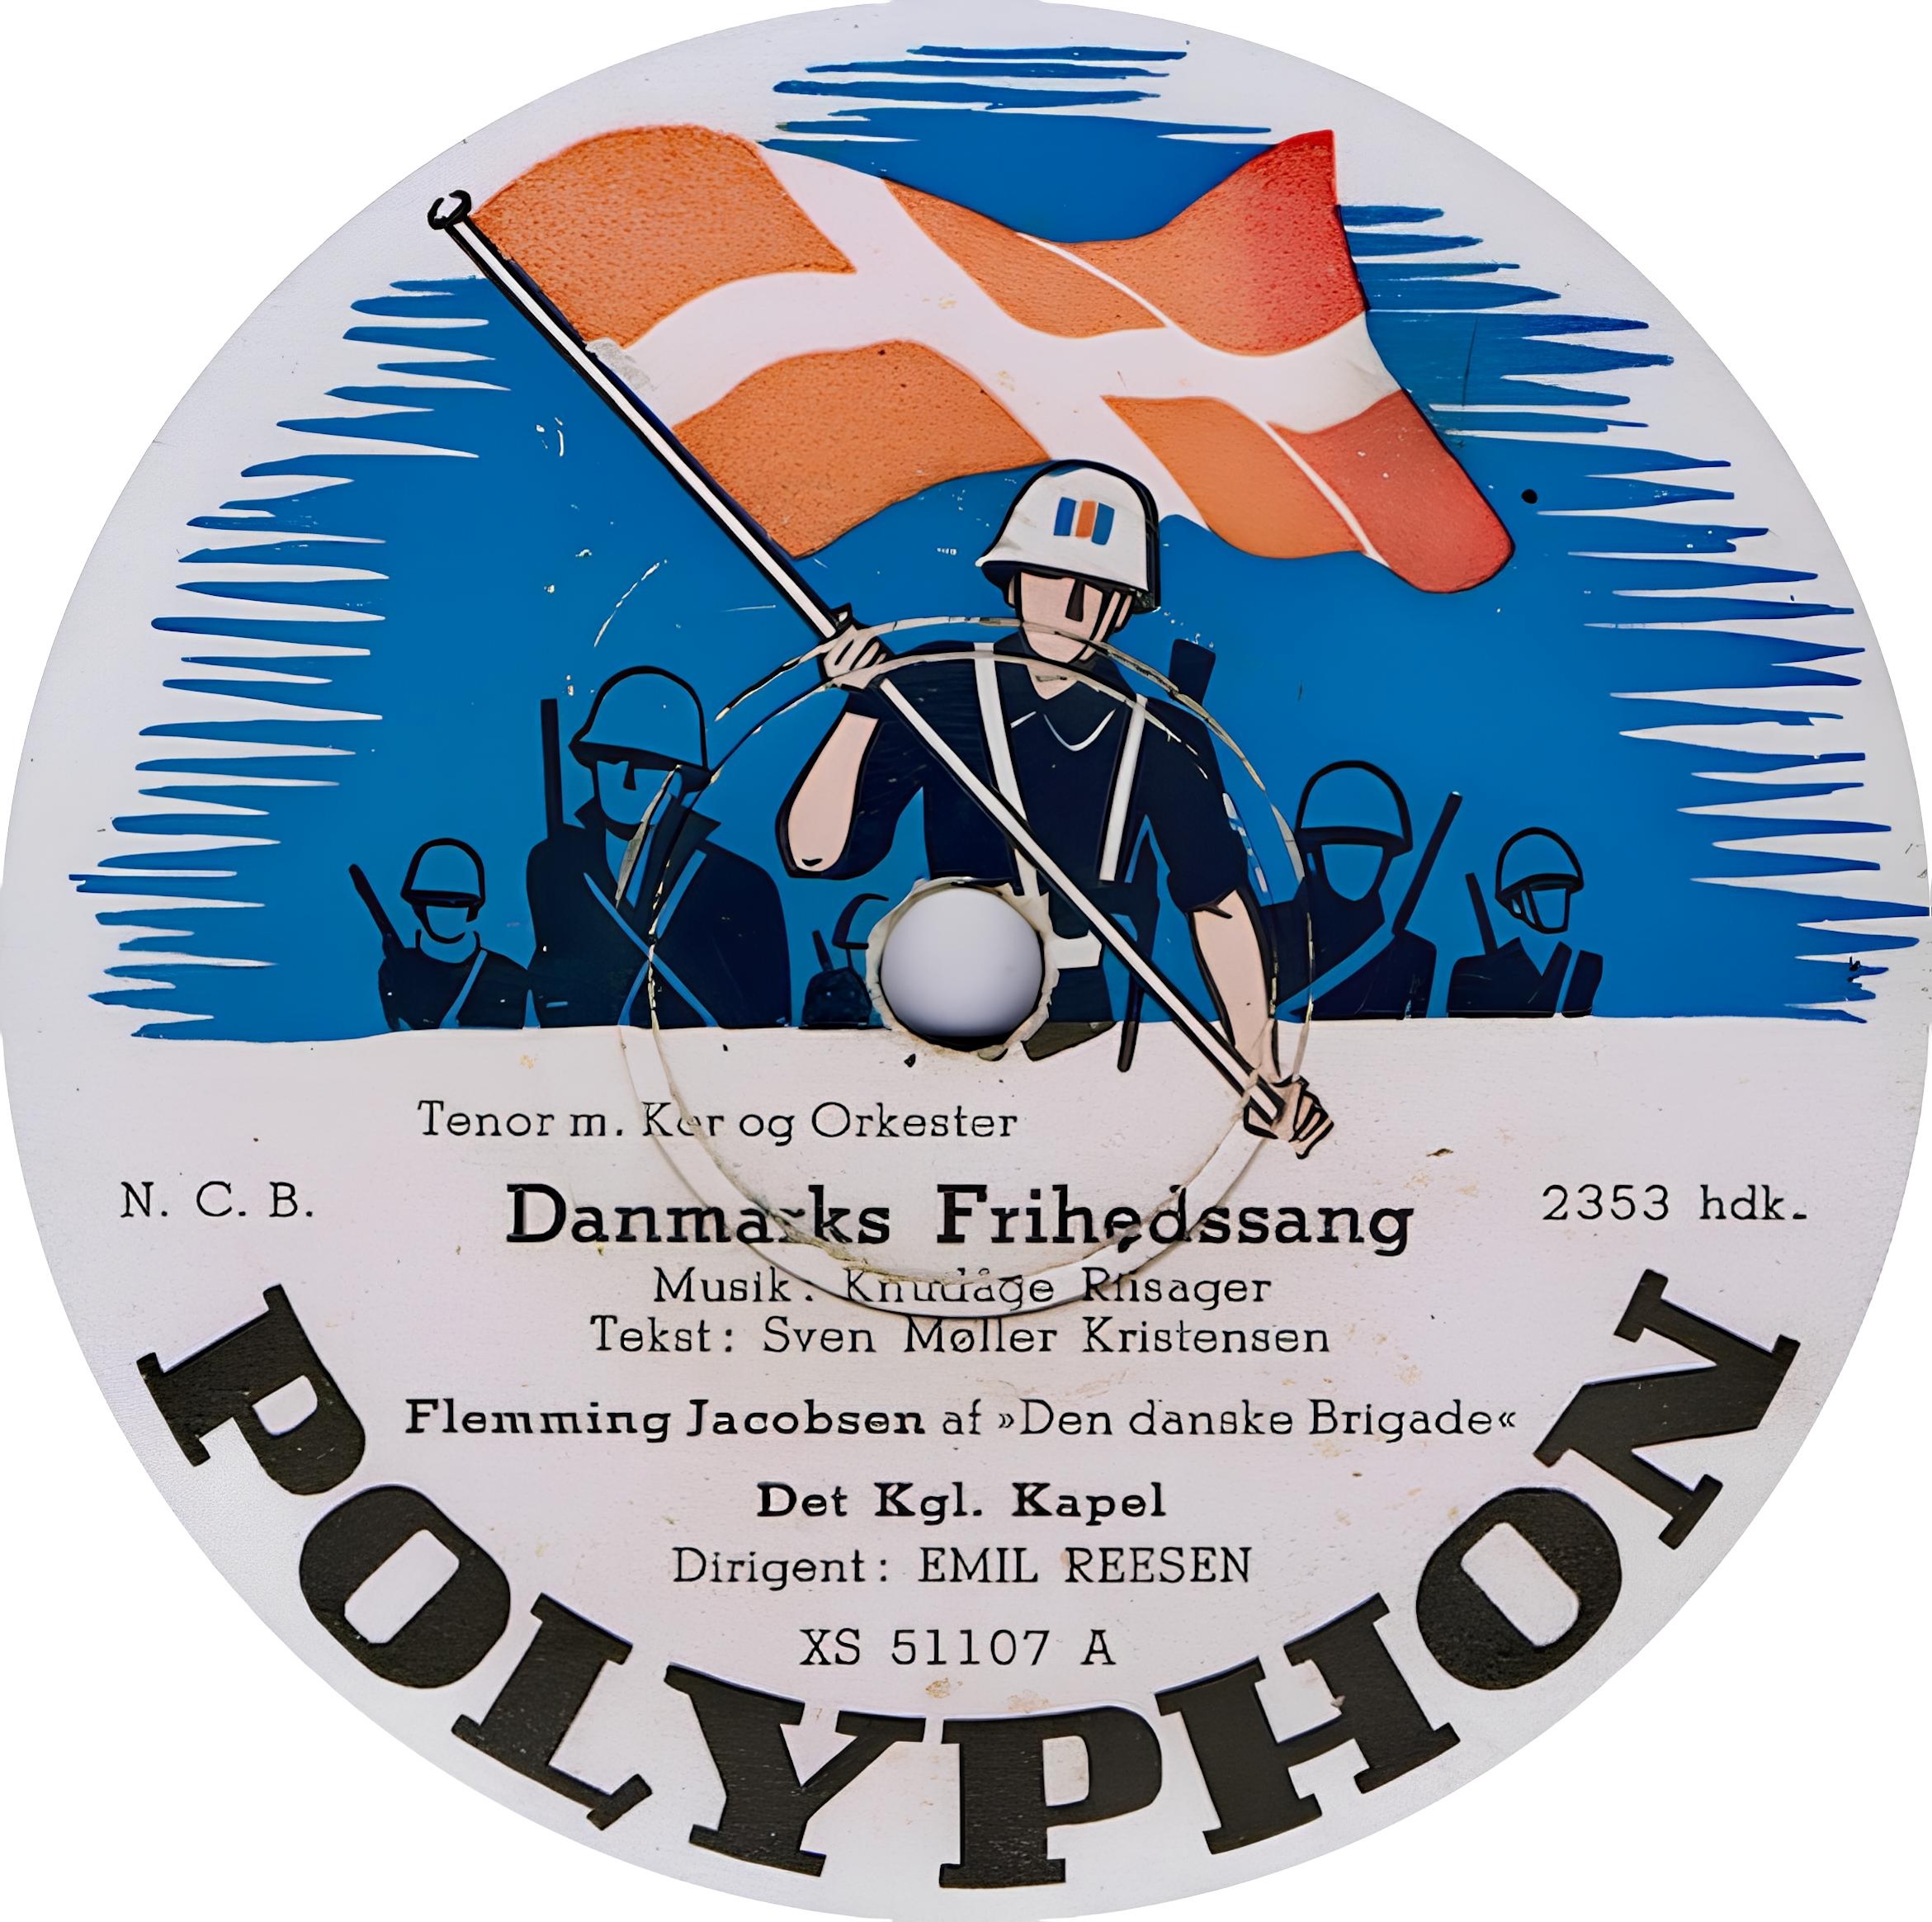 Tenor m. Kor og Orkester
N. C. B.
Danmarks Frihedssang
2353 hdk.
Musik: Knudåge Riisager
Tekst: Sven Møller Kristensen
Flemming Jacobsen af »Den danske Brigade«
Det Kgl. Kapel
Dirigent: EMIL REESEN
XS 51107 A
POLYPHON